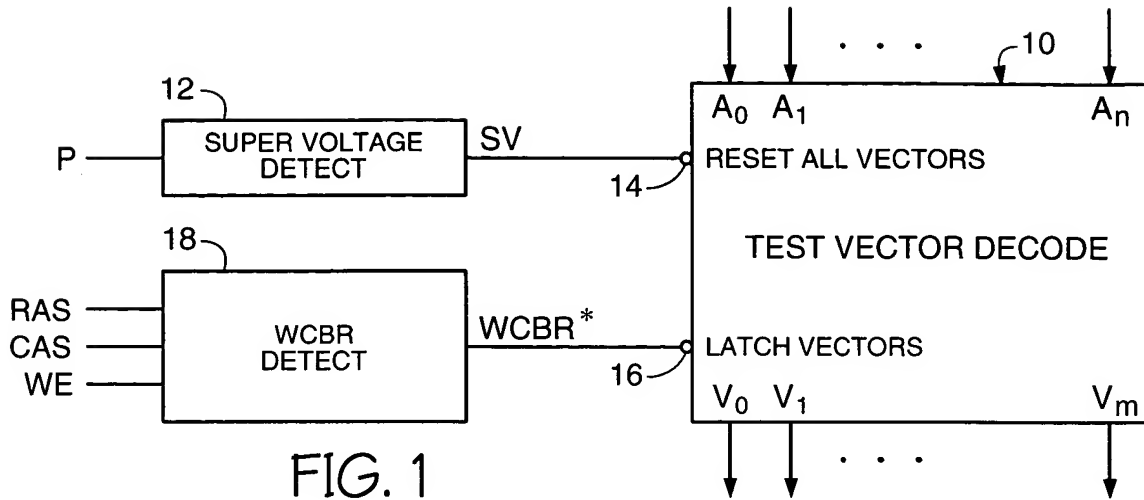 . . .
10
12
A0 A1 An
P
SUPER VOLTAGE
DETECT
SV
14
RESET ALL VECTORS
TEST VECTOR DECODE
18
RAS
CAS
WE
WCBR
DETECT
WCBR*
16
LATCH VECTORS
V0 V1 Vm
. . .
FIG. 1